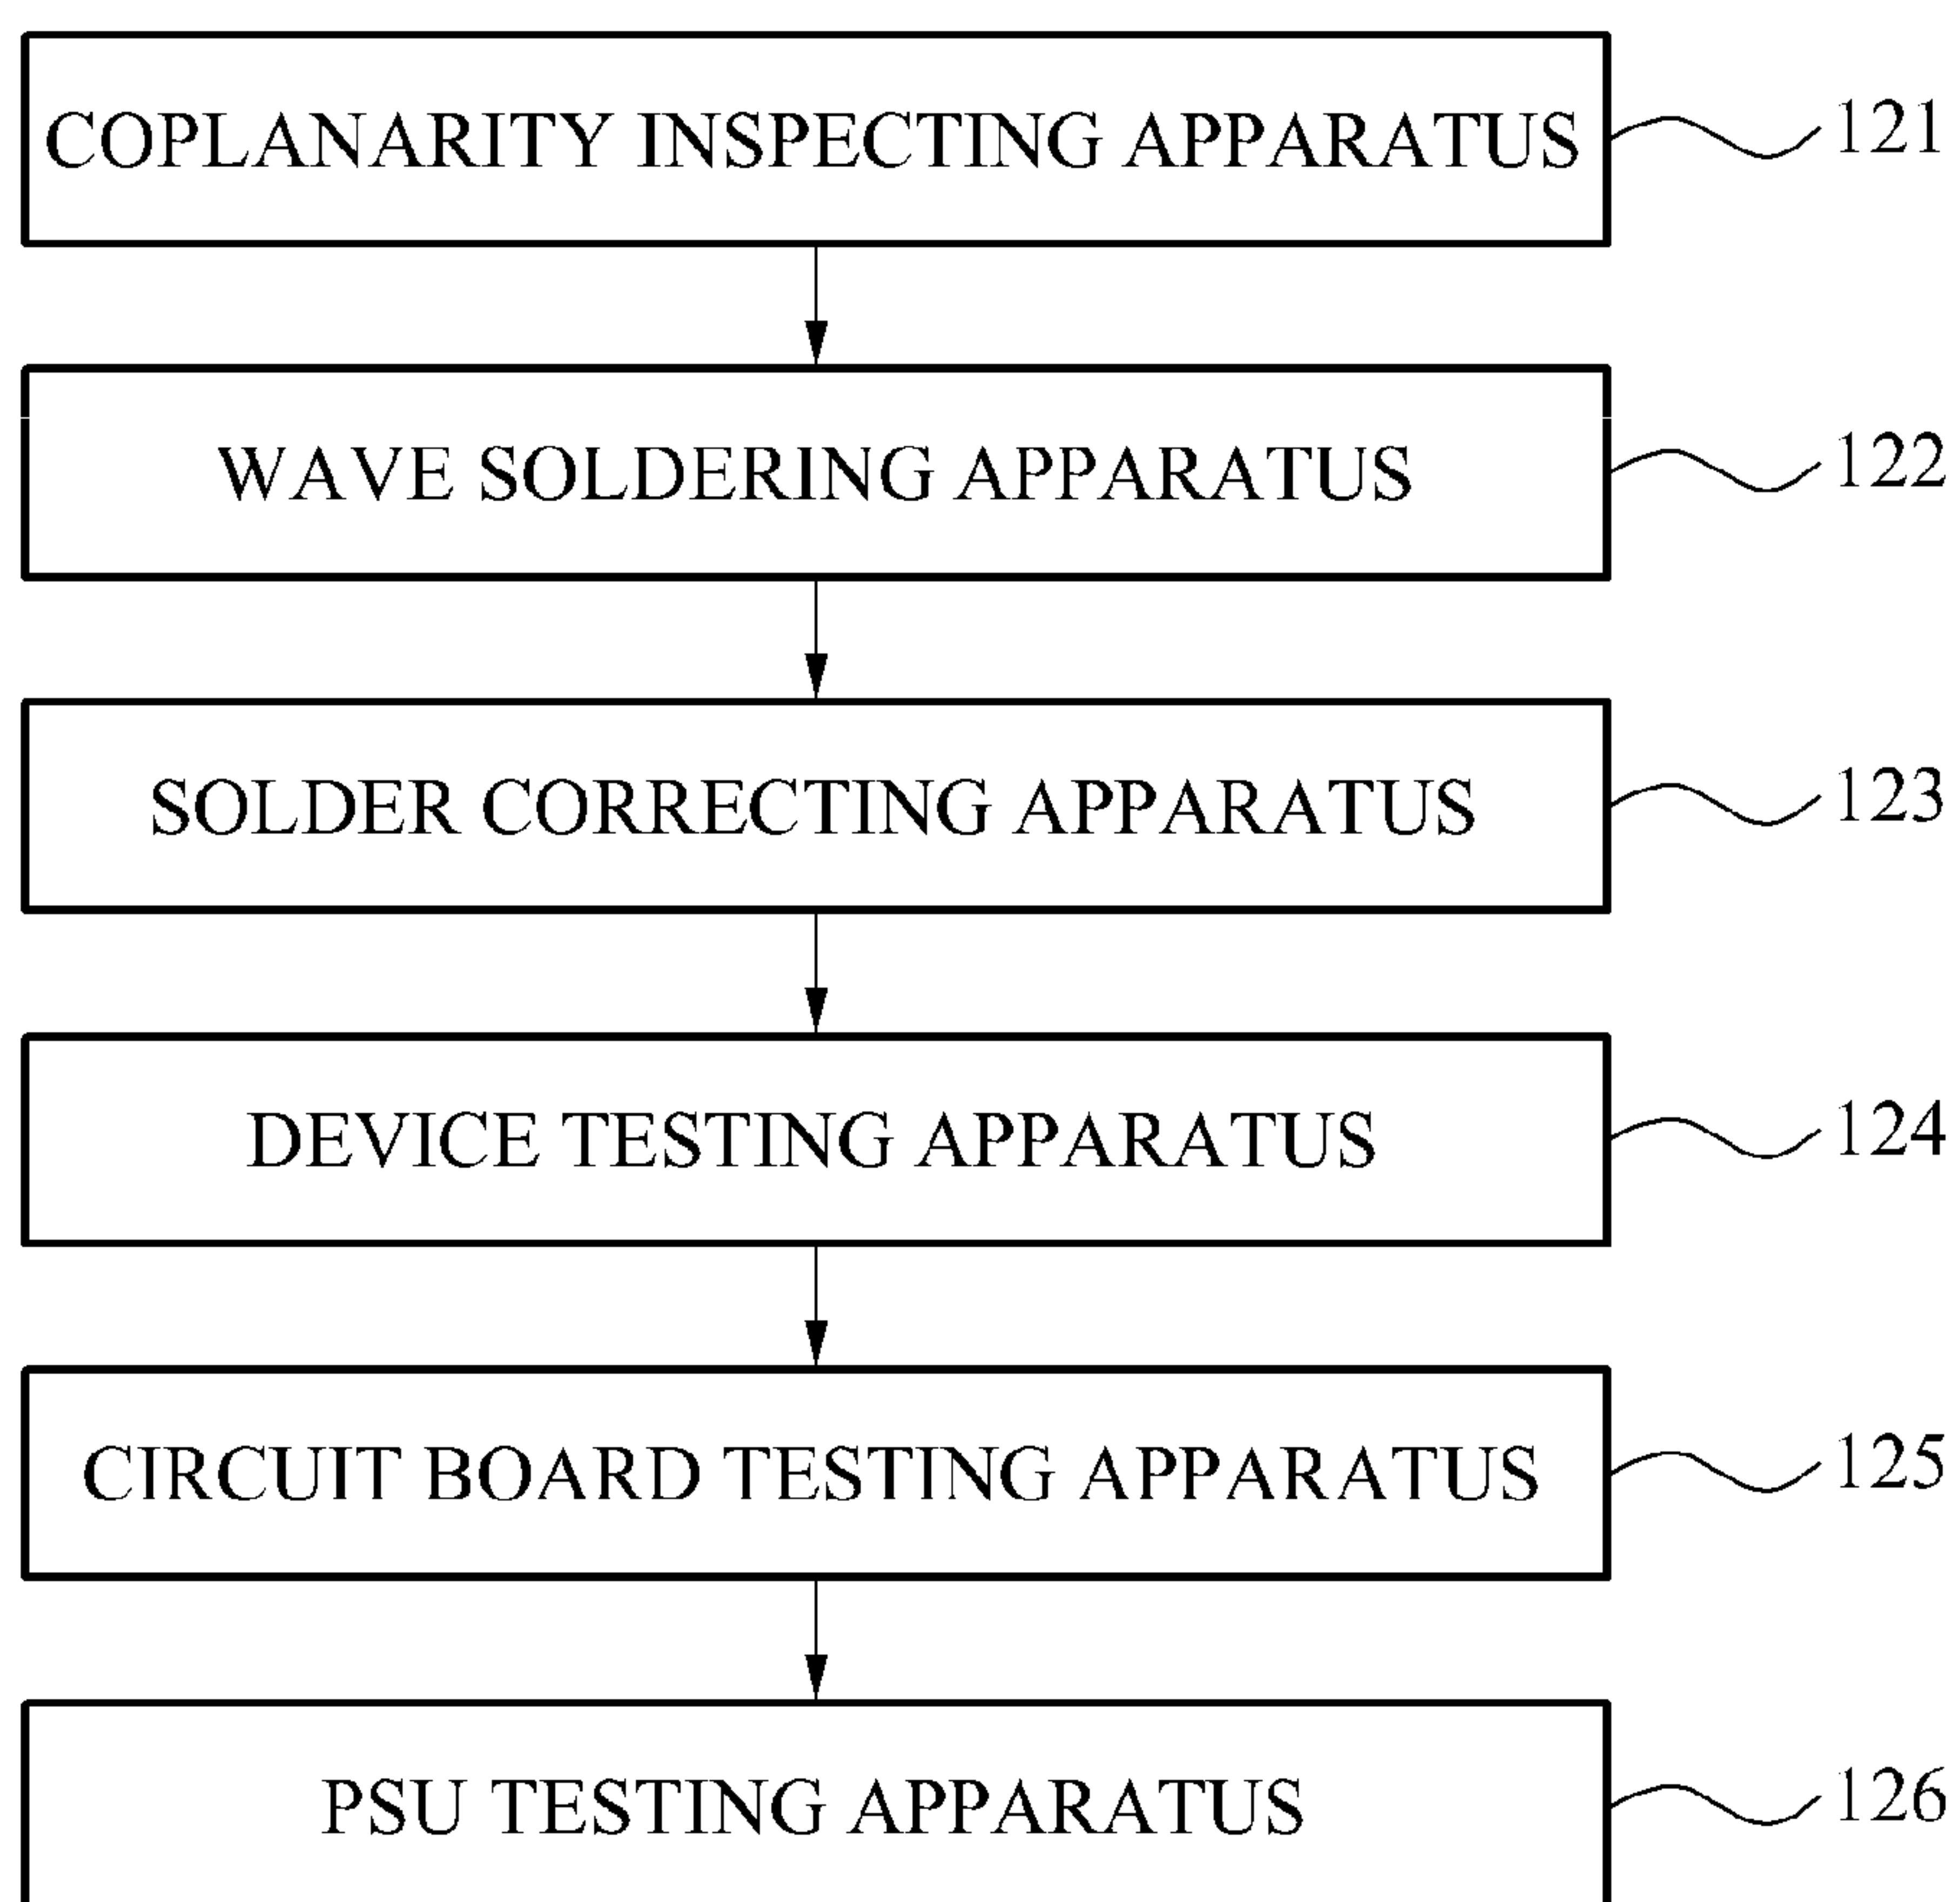 COPLANARITY INSPECTING APPARATUS 121
WAVE SOLDERING APPARATUS 122
SOLDER CORRECTING APPARATUS 123
DEVICE TESTING APPARATUS 124
CIRCUIT BOARD TESTING APPARATUS 125
PSU TESTING APPARATUS 126